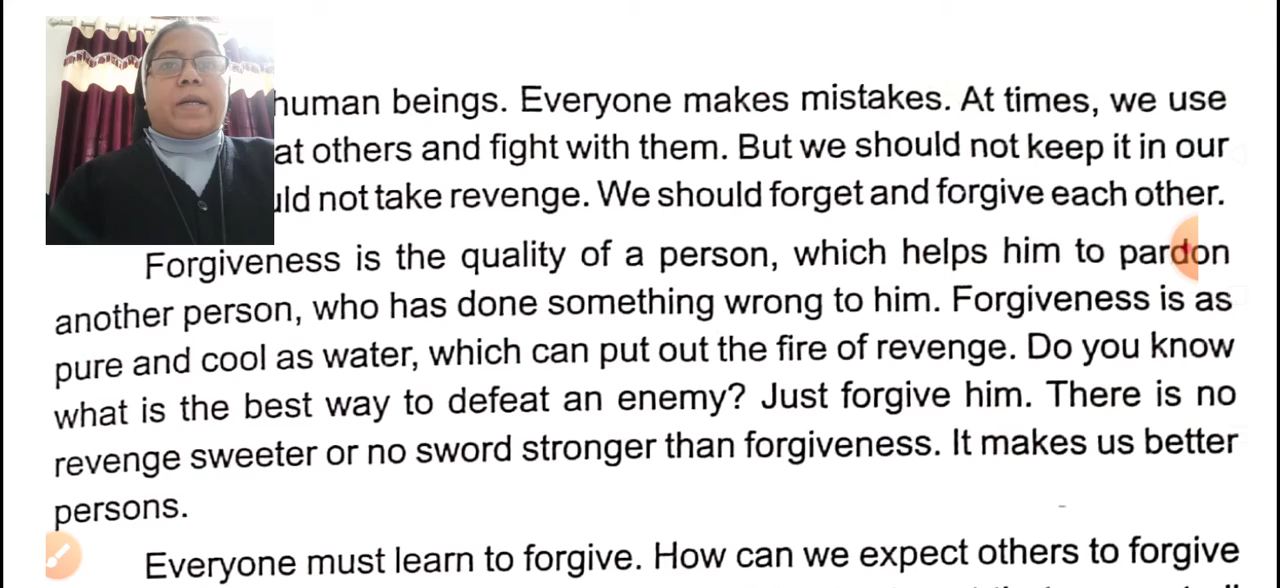 human beings. Everyone makes mistakes. At times, we use
at others and fight with them. But we should not keep it in our
not take revenge. We should forget and forgive each other.
Forgiveness is the quality of a person, which helps him to pardon
another person, who has done something wrong to him. Forgiveness is as
pure and cool as water, which can put out the fire of revenge. Do you know
what is the best way to defeat an enemy? Just forgive him. There is no
revenge sweeter or no sword stronger than forgiveness. It makes us better
persons.
Everyone must learn to forgive. How can we expect others to forgive